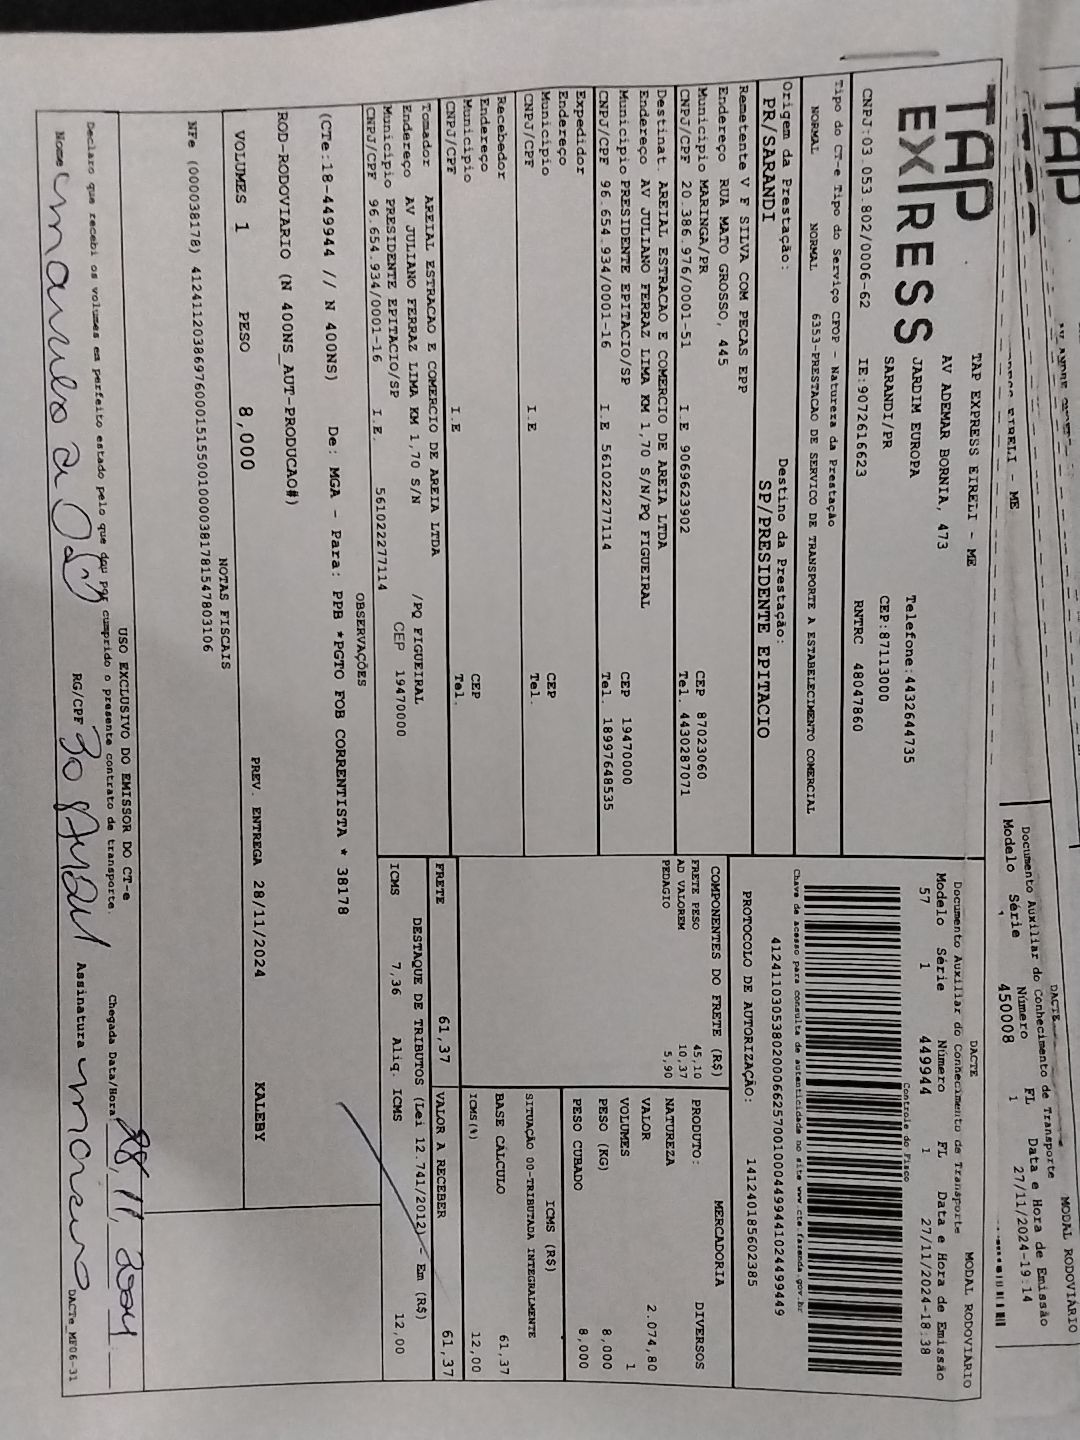 TAP
EIRELI - ME
DACTE
MODAL RODOVIÁRIO
Documento Auxiliar do Conhecimento de Transporte
Modelo Série Número FL Data e Hora de Emissão
450008 1 27/11/2024-19:14
TAP
EXPRESS
TAP EXPRESS EIRELI - ME
AV ADEMAR BORNIA, 473
JARDIM EUROPA
SARANDI/PR
Telefone:4432644735
CEP:87113000
CNPJ:03.053.802/0006-62
IE:9072616623
RNTRC 48047860
DACTE
MODAL RODOVIÁRIO
Documento Auxiliar do Conhecimento de Transporte
Modelo Série Número FL Data e Hora de Emissão
57 1 449944 1 27/11/2024-18:38
Controle do Fisco
Chave de acesso para consulta de autenticidade no site www.cte.fazenda.gov.br
41241103053802000662570010004499441024499449
PROTOCOLO DE AUTORIZAÇÃO: 141240185602385
Tipo do CT-e Tipo do Serviço CFOP - Natureza da Prestação
NORMAL NORMAL 6353-PRESTACAO DE SERVICO DE TRANSPORTE A ESTABELECIMENTO COMERCIAL
Origem da Prestação:
PR/SARANDI
Destino da Prestação:
SP/PRESIDENTE EPITACIO
Remetente V F SILVA COM PECAS EPP
Endereço RUA MATO GROSSO, 445
Municipio MARINGA/PR CEP 87023060
CNPJ/CPF 20.386.976/0001-51 I.E 9069623902 Tel. 4430287071
Destinat. AREIAL ESTRACAO E COMERCIO DE AREIA LTDA
Endereço AV JULIANO FERRAZ LIMA KM 1,70 S/N/PQ FIGUEIRAL
Municipio PRESIDENTE EPITACIO/SP CEP 19470000
CNPJ/CPF 96.654.934/0001-16 I.E 561022277114 Tel. 18997648535
Expedidor
Endereço
Municipio CEP
CNPJ/CPF I.E Tel.
Recebedor
Endereço
Municipio CEP
CNPJ/CPF I.E Tel.
Tomador AREIAL ESTRACAO E COMERCIO DE AREIA LTDA
Endereço AV JULIANO FERRAZ LIMA KM 1,70 S/N /PQ FIGUEIRAL
Municipio PRESIDENTE EPITACIO/SP CEP 19470000
CNPJ/CPF 96.654.934/0001-16 I.E. 561022277114
COMPONENTES DO FRETE (R$)
FRETE PESO 45,10
AD VALOREM 10,37
PEDAGIO 5,90
MERCADORIA
PRODUTO: DIVERSOS
NATUREZA
VALOR 2.074,80
VOLUMES 1
PESO (KG) 8,000
PESO CUBADO 8,000
ICMS (R$)
SITUAÇÃO 00-TRIBUTADA INTEGRALMENTE
BASE CÁLCULO 61,37
ICMS(%) 12,00
FRETE 61,37
VALOR A RECEBER 61,37
DESTAQUE DE TRIBUTOS (Lei 12.741/2012) - Em (R$)
ICMS 7,36 Aliq. ICMS 12,00
OBSERVAÇÕES
(CTe:18-449944 // N 400NS) De: MGA - Para: PPB *PGTO FOB CORRENTISTA * 38178
ROD-RODOVIARIO (N 400NS_AUT-PRODUCAO#)
VOLUMES 1 PESO 8,000 PREV. ENTREGA 28/11/2024 KALEBY
NOTAS FISCAIS
NFe (000038178) 41241120386976000151550010000381781547803106
USO EXCLUSIVO DO EMISSOR DO CT-e
Declaro que recebi os volumes em perfeito estado pelo que dou por cumprido o presente contrato de transporte.
Chegada Data/Hora
Nome RG/CPF Assinatura
DACTe_MF06-31